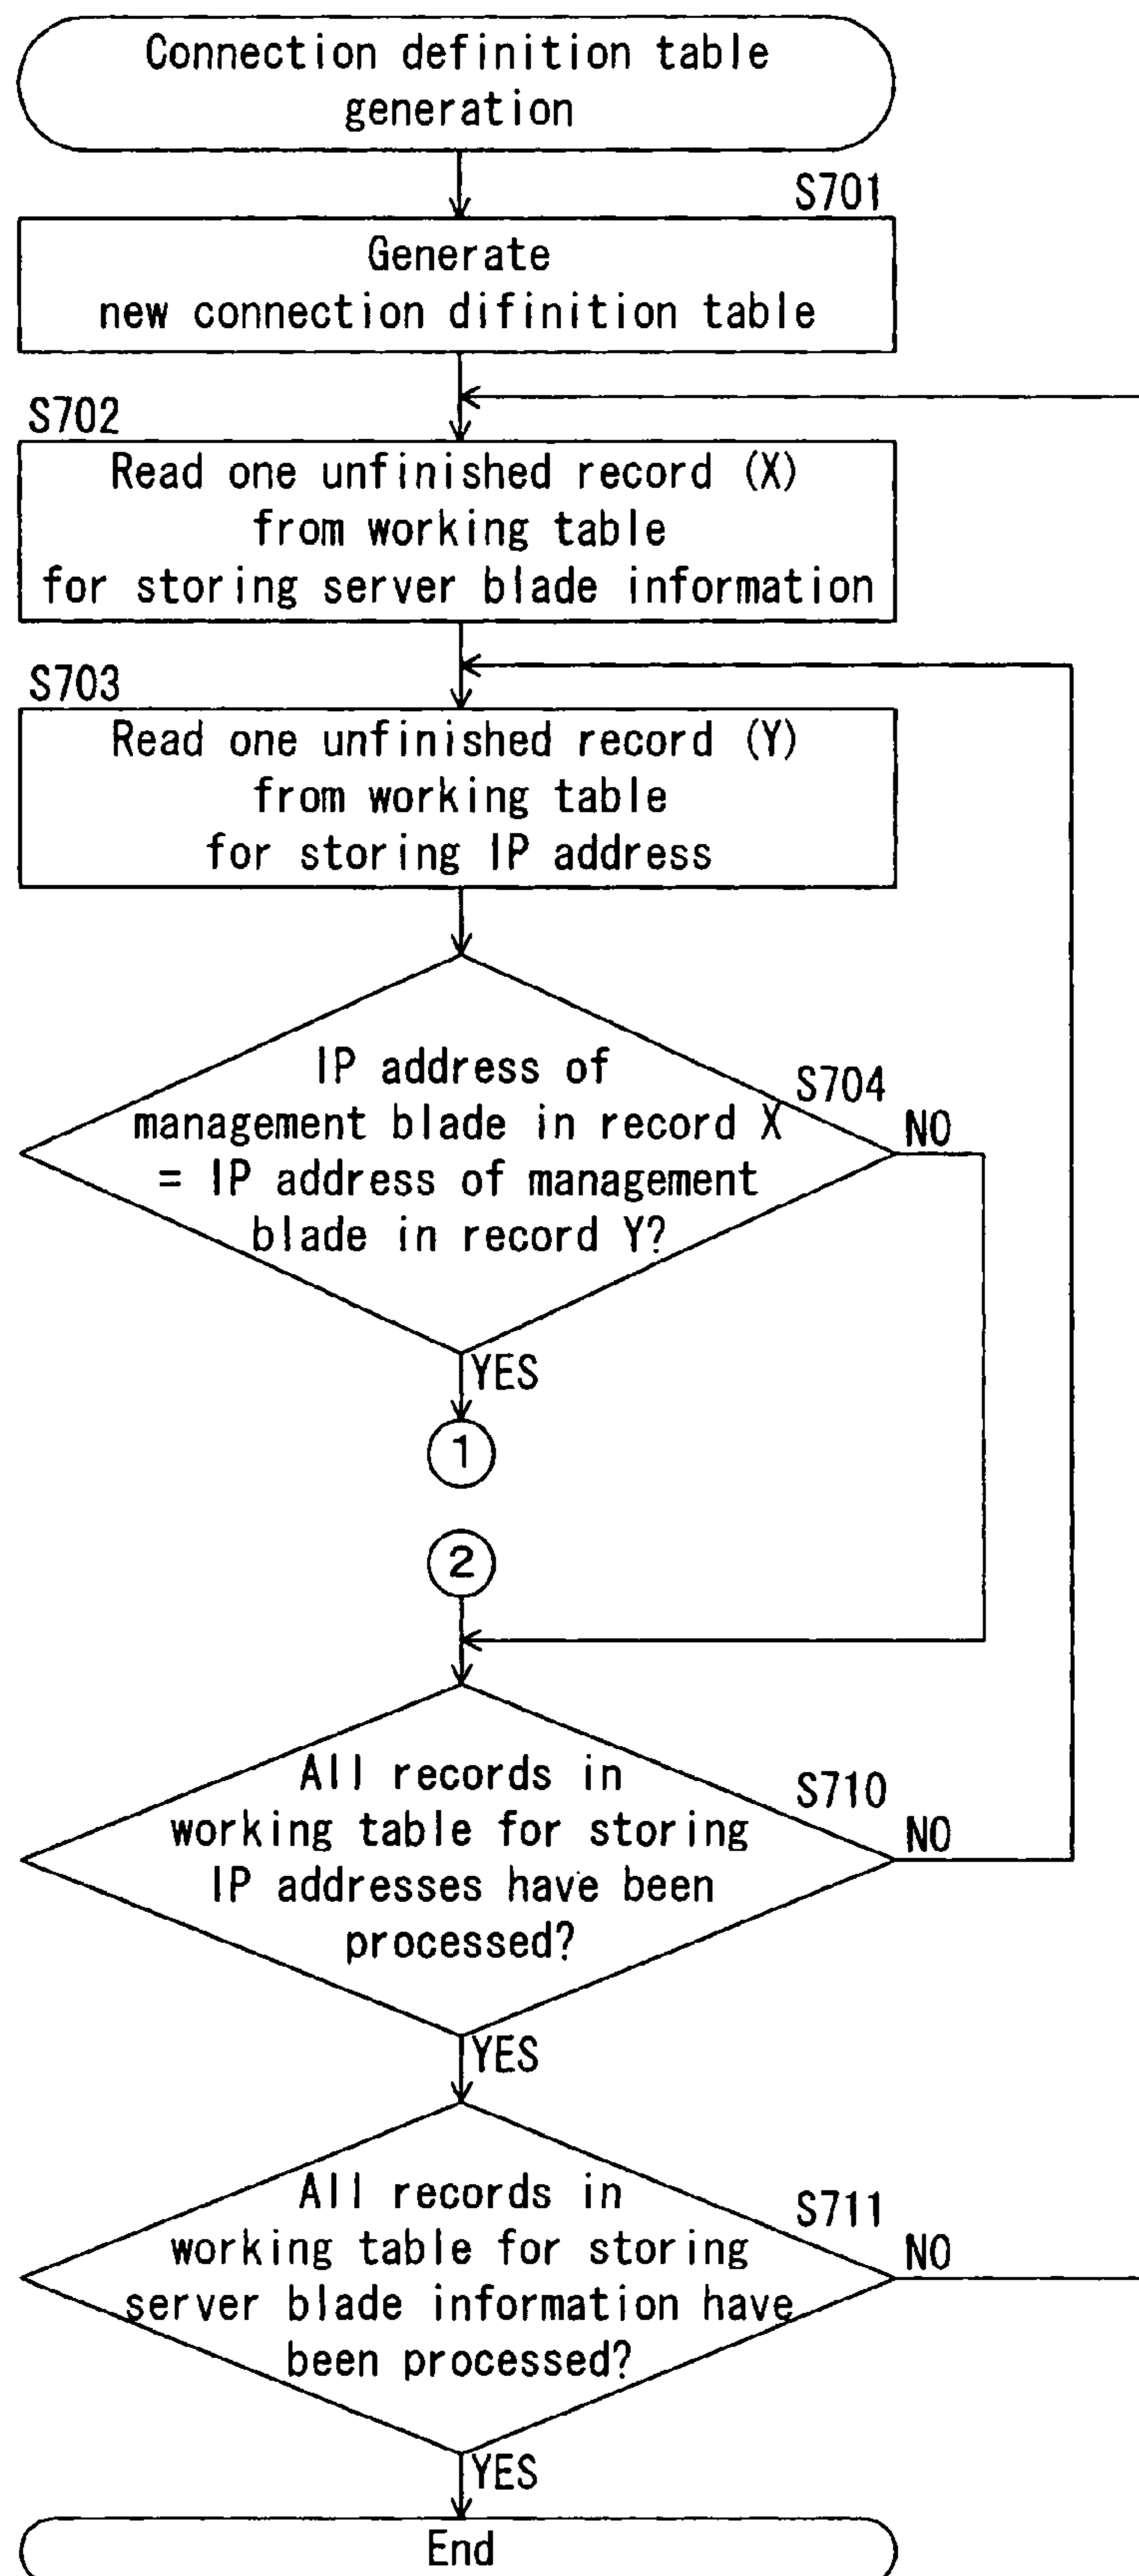 Connection definition table
generation
S701
Generate
new connection difinition table
S702
Read one unfinished record (X)
from working table
for storing server blade information
S703
Read one unfinished record (Y)
from working table
for storing IP address
IP address of
management blade in record X
= IP address of management
blade in record Y?
S704
NO
YES
1
2
All records in
working table for storing
IP addresses have been
processed?
S710
NO
YES
All records in
working table for storing
server blade information have
been processed?
S711
NO
YES
End